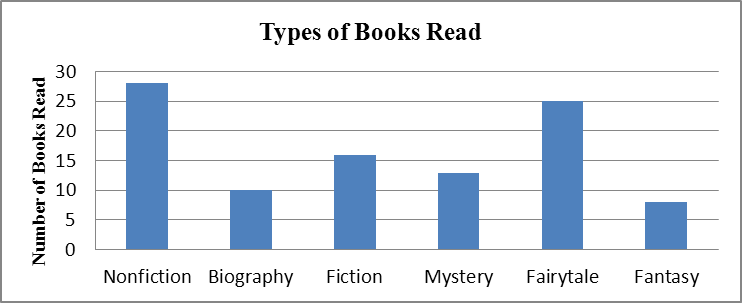 Types of Books Read
Number of Books Read
30
25
20
15
10
5
0
Nonfiction Biography Fiction Mystery Fairytale Fantasy